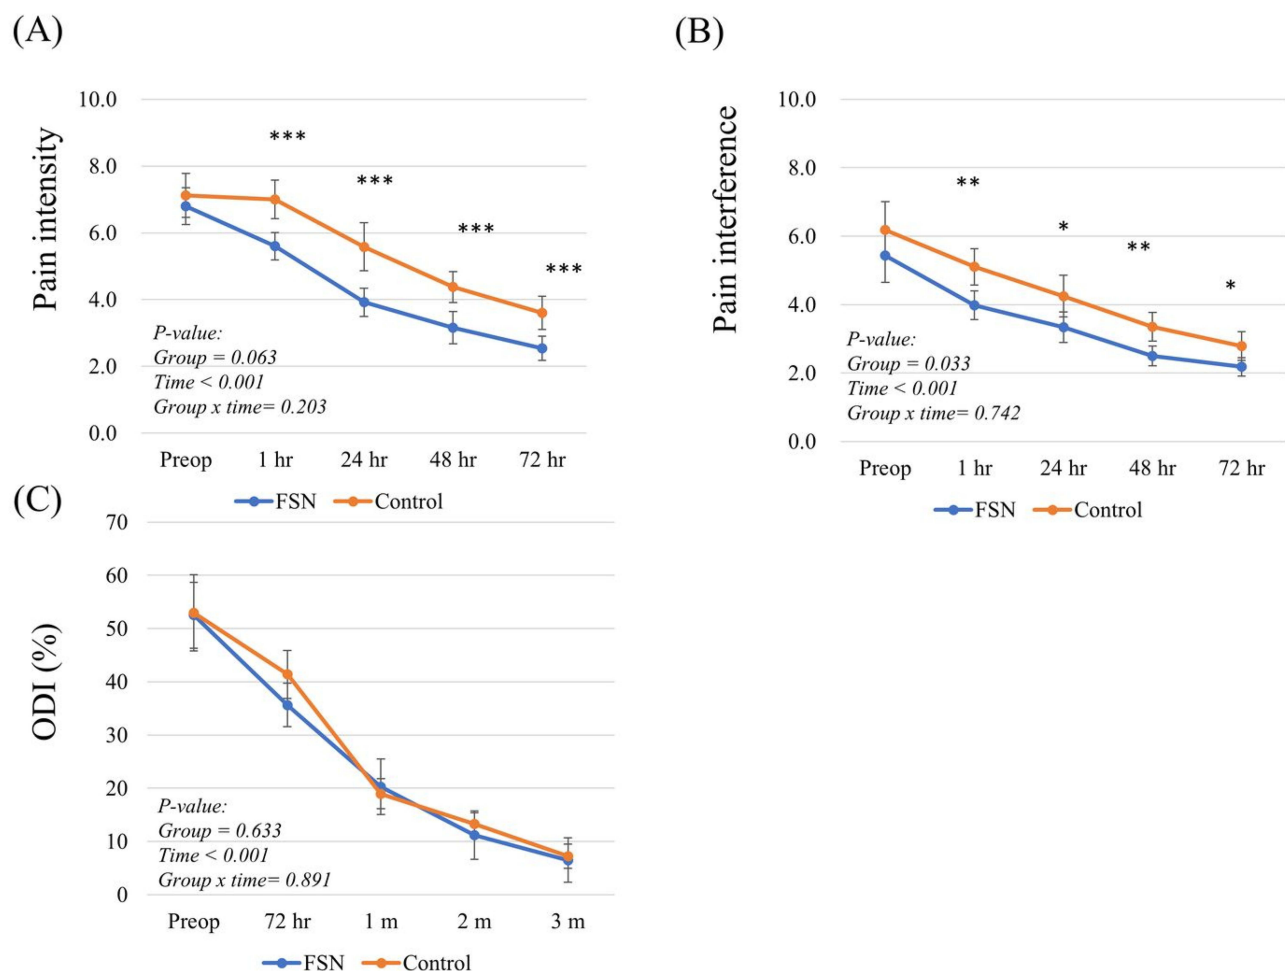 (A)
Pain intensity
10.0
8.0
6.0
4.0
2.0
0.0
***
***
***
***
P-value:
Group = 0.063
Time < 0.001
Group x time= 0.203
Preop 1 hr 24 hr 48 hr 72 hr
FSN Control
(B)
Pain interference
10.0
8.0
6.0
4.0
2.0
0.0
**
*
**
*
P-value:
Group = 0.033
Time < 0.001
Group x time= 0.742
Preop 1 hr 24 hr 48 hr 72 hr
FSN Control
(C)
ODI (%)
70
60
50
40
30
20
10
0
P-value:
Group = 0.633
Time < 0.001
Group x time= 0.891
Preop 72 hr 1 m 2 m 3 m
FSN Control